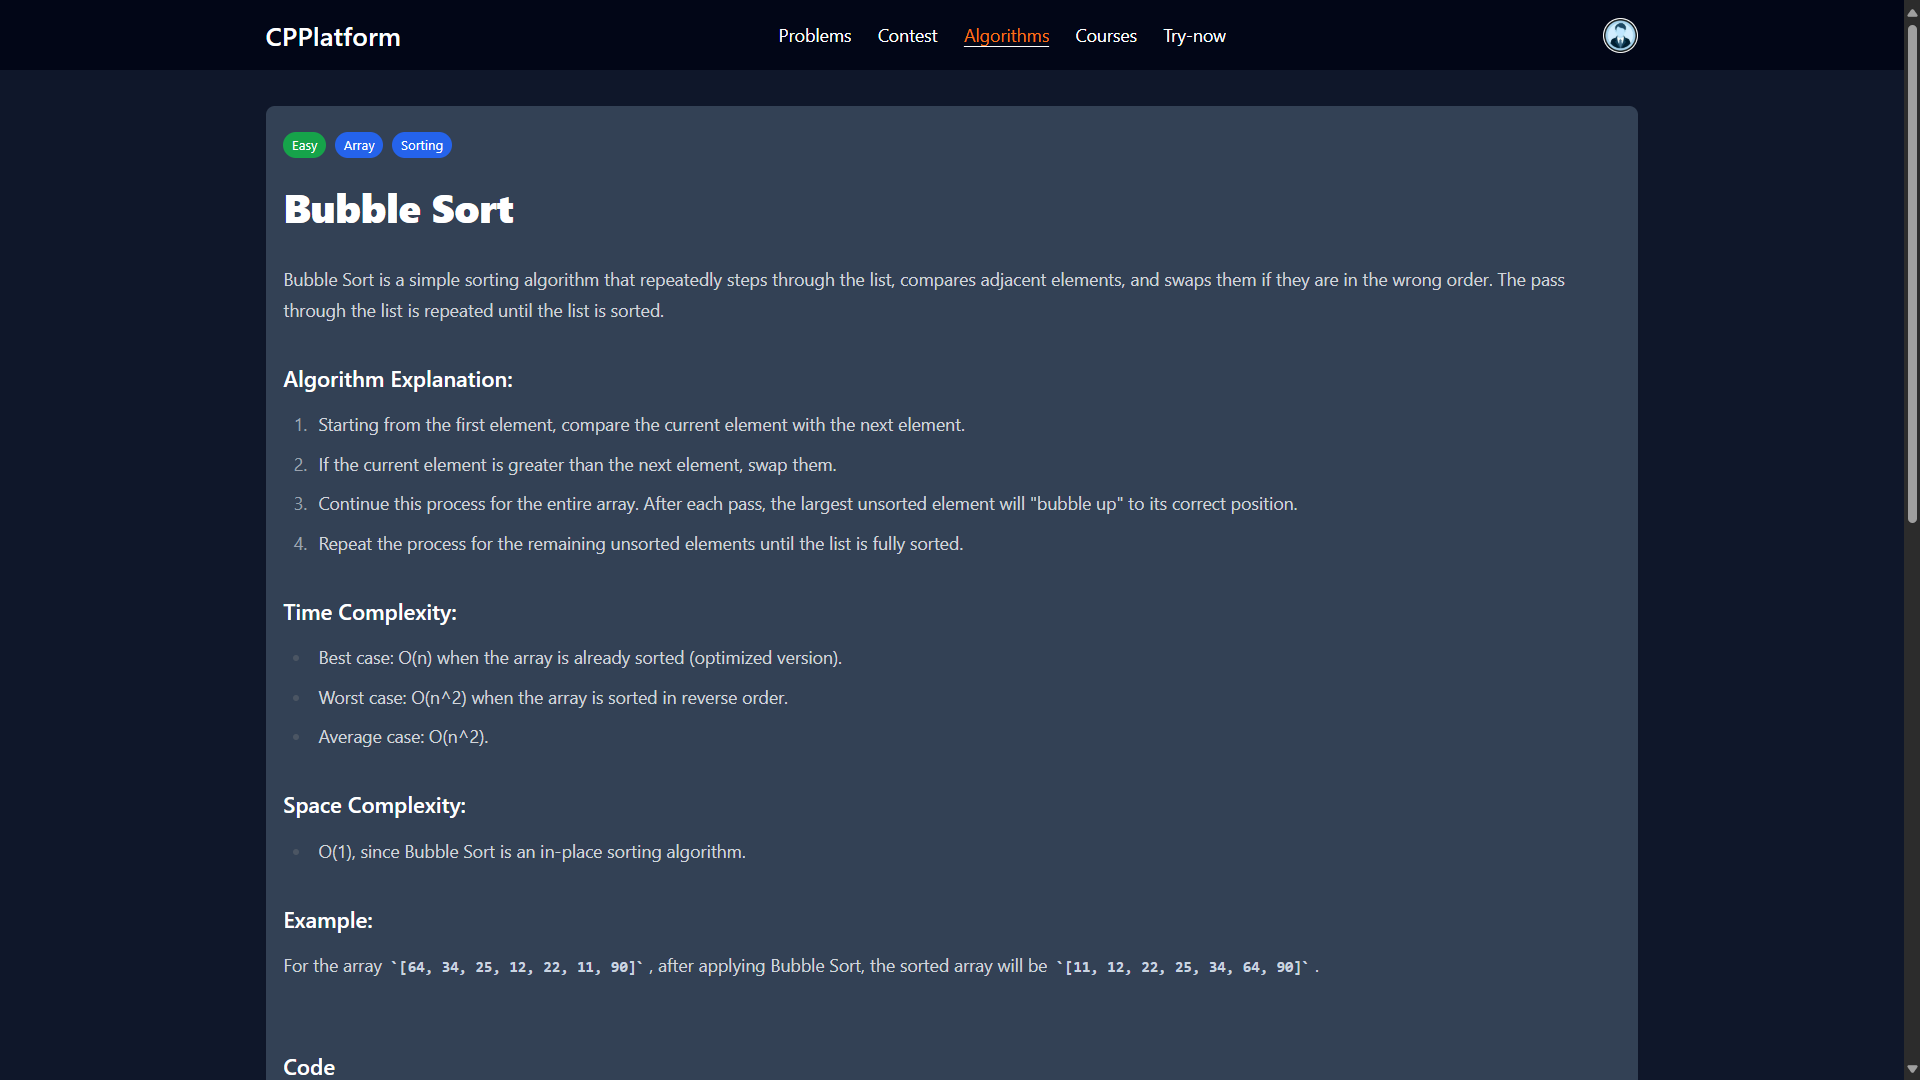 CPPlatform
Problems
Contest
Algorithms
Courses
Try-now
Easy
Array
Sorting
Bubble Sort
Bubble Sort is a simple sorting algorithm that repeatedly steps through the list, compares adjacent elements, and swaps them if they are in the wrong order. The pass
through the list is repeated until the list is sorted.
Algorithm Explanation:
1. Starting from the first element, compare the current element with the next element.
2. If the current element is greater than the next element, swap them.
3. Continue this process for the entire array. After each pass, the largest unsorted element will "bubble up" to its correct position.
4. Repeat the process for the remaining unsorted elements until the list is fully sorted.
Time Complexity:
• Best case: O(n) when the array is already sorted (optimized version).
• Worst case: O(n^2) when the array is sorted in reverse order.
• Average case: O(n^2).
Space Complexity:
• O(1), since Bubble Sort is an in-place sorting algorithm.
Example:
For the array `[64, 34, 25, 12, 22, 11, 90]` , after applying Bubble Sort, the sorted array will be `[11, 12, 22, 25, 34, 64, 90]` .
Code